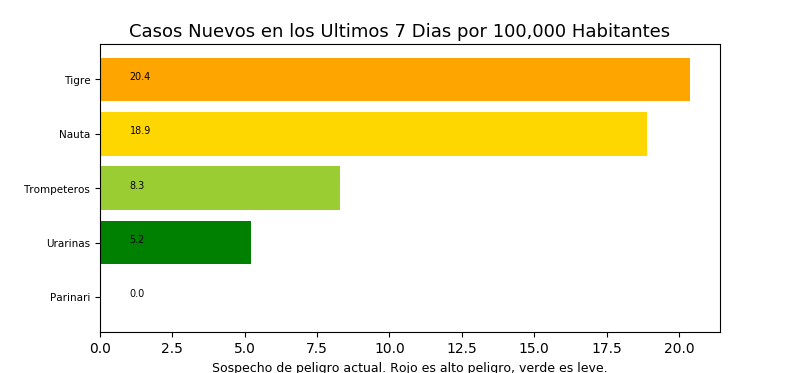 Casos Nuevos en los Ultimos 7 Dias por 100,000 Habitantes
Tigre 20.4
Nauta 18.9
Trompeteros 8.3
Urarinas 5.2
Parinari 0.0
0.0 2.5 5.0 7.5 10.0 12.5 15.0 17.5 20.0
Sospecho de peligro actual. Rojo es alto peligro, verde es leve.